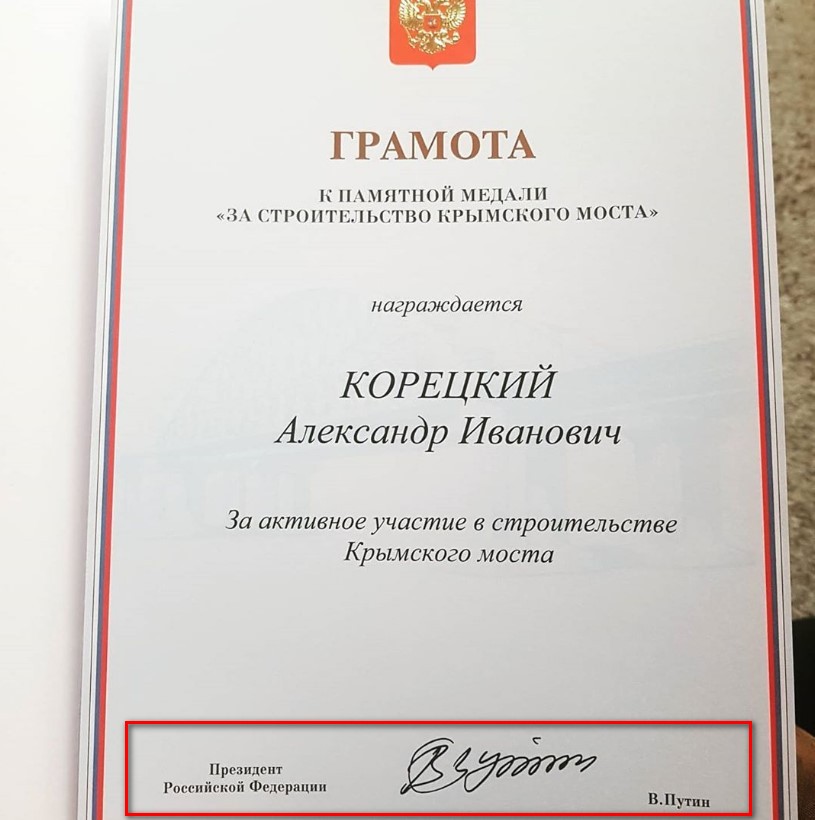 ГРАМОТА
К ПАМЯТНОЙ МЕДАЛИ
«ЗА СТРОИТЕЛЬСТВО КРЫМСКОГО МОСТА»
награждается
КОРЕЦКИЙ
Александр Иванович
За активное участие в строительстве
Крымского моста
Президент
Российской Федерации
В.Путин